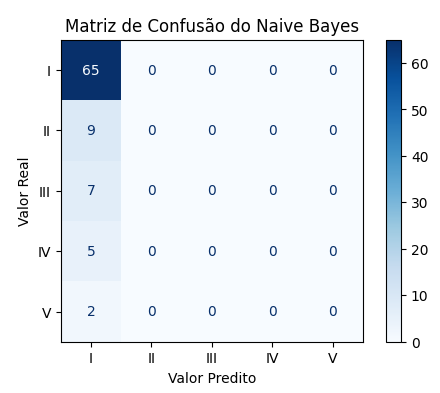 Matriz de Confusão do Naive Bayes
I 65 0 0 0 0
II 9 0 0 0 0
III 7 0 0 0 0
IV 5 0 0 0 0
V 2 0 0 0 0
I II III IV V
Valor Predito
Valor Real
60
50
40
30
20
10
0